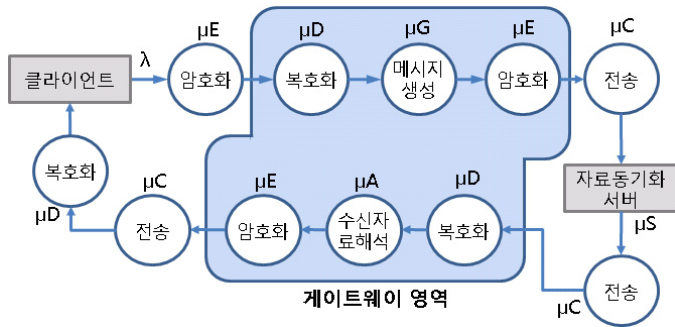 μE
μD
μG
μE
μC
λ
클라이언트
암호화
복호화
메시지
생성
암호화
전송
복호화
μD
μC
μE
μA
μD
자료동기화
서버
μS
전송
암호화
수신자
료해석
복호화
μC
전송
게이트웨이 영역